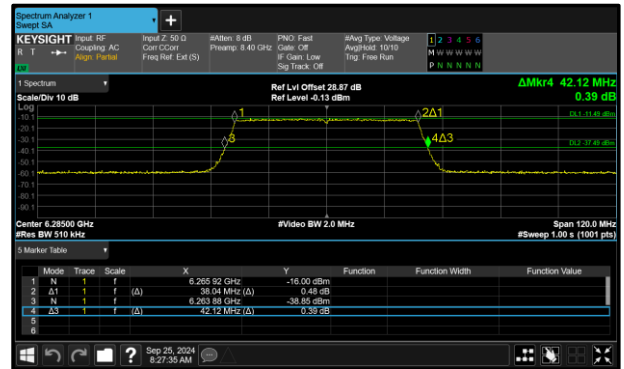 Spectrum Analyzer 1
Swept SA
+
KEYSIGHT Input: RF Input Z: 50 Ω #Atten: 8 dB PNO: Fast #Avg Type: Voltage 1 2 3 4 5 6
R T Coupling: AC Corr CCorr Preamp: 8.40 GHz Gate: Off Avg|Hold: 10/10 M W W W W W
Align: Partial Freq Ref: Ext (S) IF Gain: Low Trig: Free Run
Sig Track: Off P N N N N N
1 Spectrum Ref Lvl Offset 28.87 dB ΔMkr4 42.12 MHz
Scale/Div 10 dB Ref Level -0.13 dBm 0.39 dB
Log
-10.1 1 2Δ1 DL1 -11.49 dBm
-20.1
-30.1 3 4Δ3 DL2 -37.49 dBm
-40.1
-50.1
-60.1
-70.1
-80.1
-90.1
Center 6.28500 GHz #Video BW 2.0 MHz Span 120.0 MHz
#Res BW 510 kHz #Sweep 1.00 s (1001 pts)
5 Marker Table
Mode Trace Scale X Y Function Function Width Function Value
1 N 1 f 6.265 92 GHz -16.00 dBm
2 Δ1 1 f (Δ) 38.04 MHz (Δ) 0.48 dB
3 N 1 f 6.263 88 GHz -38.85 dBm
4 Δ3 1 f (Δ) 42.12 MHz (Δ) 0.39 dB
5
6
? Sep 25, 2024
8:27:35 AM